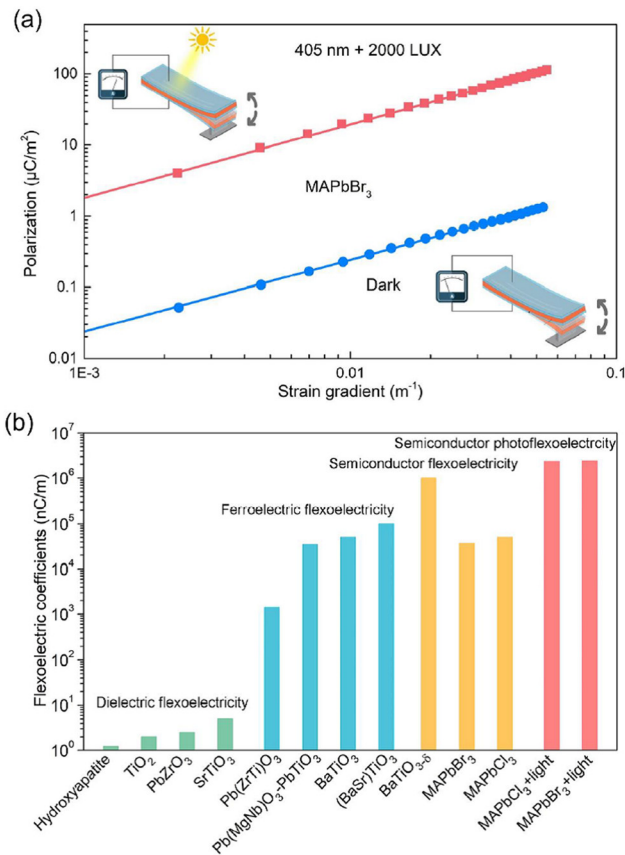 (a)
405 nm + 2000 LUX
100
10
1
0.1
0.01
Polarization (µC/m²)
MAPbBr₃
Dark
1E-3
0.01
0.1
Strain gradient (m⁻¹)
(b)
10⁷
10⁶
10⁵
10⁴
10³
10²
10¹
10⁰
Flexoelectric coefficients (nC/m)
Semiconductor photoflexoelectrcity
Semiconductor flexoelectricity
Ferroelectric flexoelectricity
Dielectric flexoelectricity
Hydroxyapatite
TiO₂
PbZrO₃
SrTiO₃
Pb(ZrTi)O₃
Pb(MgNb)O₃-PbTiO₃
BaTiO₃
(BaSr)TiO₃
BaTiO₃₋δ
MAPbBr₃
MAPbCl₃
MAPbCl₃+light
MAPbBr₃+light